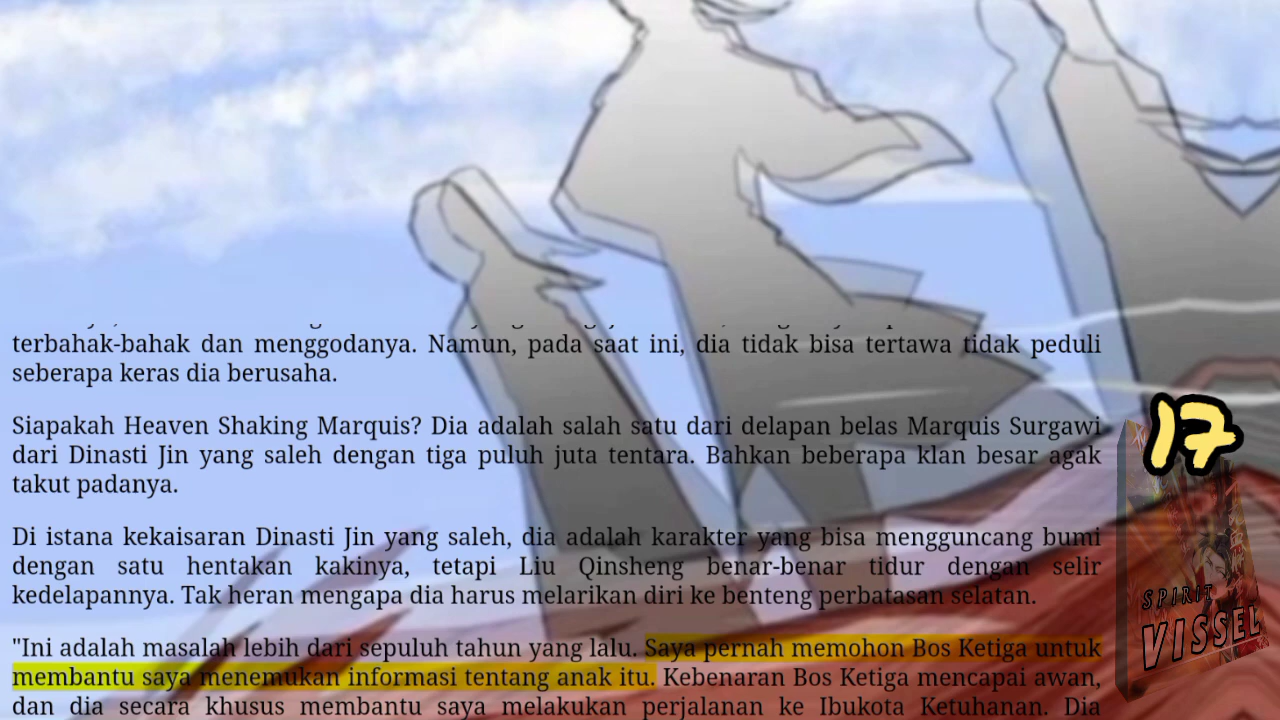 terbahak-bahak dan menggodanya. Namun, pada saat ini, dia tidak bisa tertawa tidak peduli
seberapa keras dia berusaha.
Siapakah Heaven Shaking Marquis? Dia adalah salah satu dari delapan belas Marquis Surgawi
dari Dinasti Jin yang saleh dengan tiga puluh juta tentara. Bahkan beberapa klan besar agak
takut padanya.
Di istana kekaisaran Dinasti Jin yang saleh, dia adalah karakter yang bisa mengguncang bumi
dengan satu hentakan kakinya, tetapi Liu Qinsheng benar-benar tidur dengan selir
kedelapannya. Tak heran mengapa dia harus melarikan diri ke benteng perbatasan selatan.
"Ini adalah masalah lebih dari sepuluh tahun yang lalu. Saya pernah memohon Bos Ketiga untuk
membantu saya menemukan informasi tentang anak itu. Kebenaran Bos Ketiga mencapai awan,
dan dia secara khusus membantu saya melakukan perjalanan ke Ibukota Ketuhanan. Dia
17
SPIRIT
VISSEL